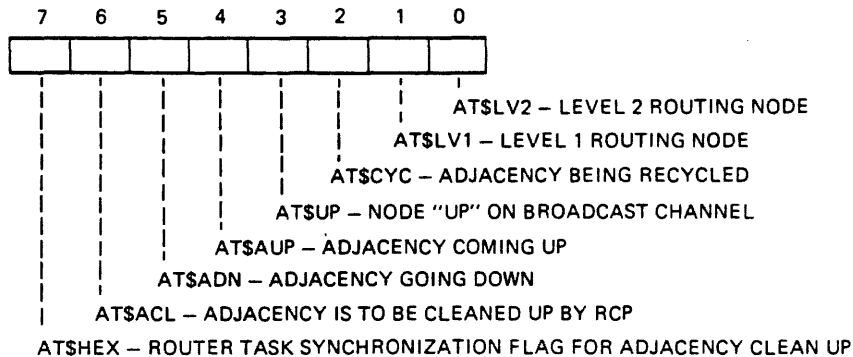 7 6 5 4 3 2 1 0
AT$LV2 – LEVEL 2 ROUTING NODE
AT$LV1 – LEVEL 1 ROUTING NODE
AT$CYC – ADJACENCY BEING RECYCLED
AT$UP – NODE "UP" ON BROADCAST CHANNEL
AT$AUP – ADJACENCY COMING UP
AT$ADN – ADJACENCY GOING DOWN
AT$ACL – ADJACENCY IS TO BE CLEANED UP BY RCP
AT$HEX – ROUTER TASK SYNCHRONIZATION FLAG FOR ADJACENCY CLEAN UP